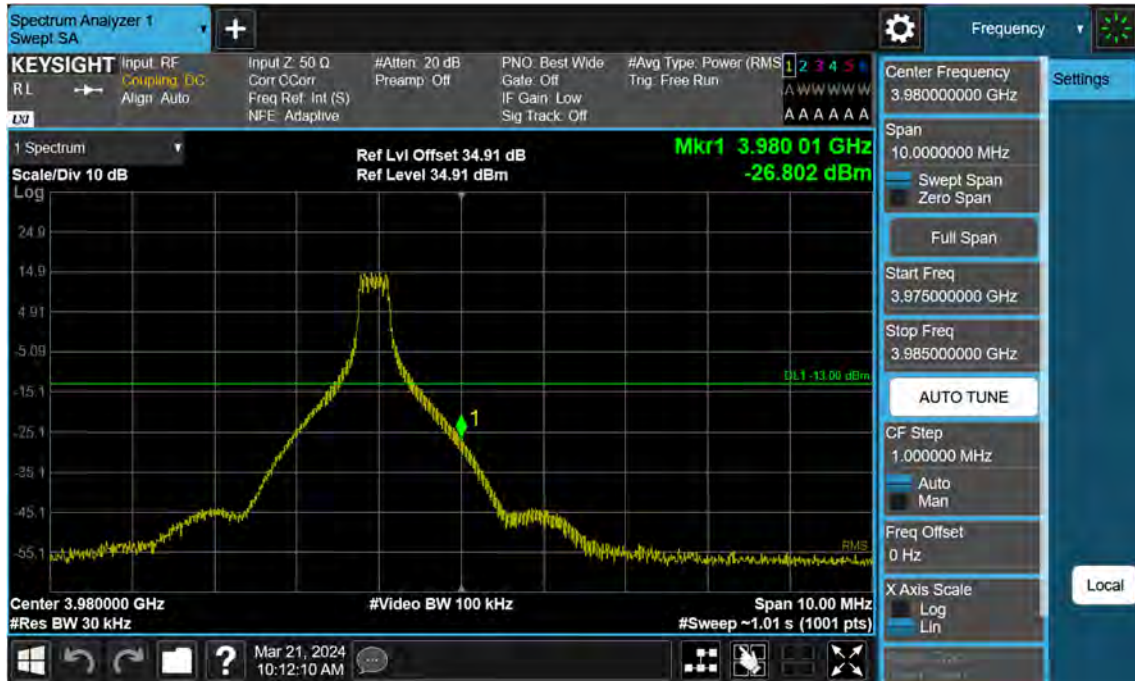 Spectrum Analyzer 1
Swept SA
+
Frequency
KEYSIGHT
RL
LXI
Input: RF
Coupling: DC
Align: Auto
Input Z: 50 Ω
Corr CCorr
Freq Ref: Int (S)
NFE: Adaptive
#Atten: 20 dB
Preamp: Off
PNO: Best Wide
Gate: Off
IF Gain: Low
Sig Track: Off
#Avg Type: Power (RMS
Trig: Free Run
1 2 3 4 5 6
A W W W W W
A A A A A A
1 Spectrum
Scale/Div 10 dB
Ref Lvl Offset 34.91 dB
Ref Level 34.91 dBm
Mkr1 3.980 01 GHz
-26.802 dBm
Log
24.9
14.9
4.91
-5.09
-15.1
-25.1
-35.1
-45.1
-55.1
DL1 -13.00 dBm
1
RMS
Center 3.980000 GHz
#Res BW 30 kHz
#Video BW 100 kHz
Span 10.00 MHz
#Sweep ~1.01 s (1001 pts)
Center Frequency
3.980000000 GHz
Span
10.0000000 MHz
Swept Span
Zero Span
Full Span
Start Freq
3.975000000 GHz
Stop Freq
3.985000000 GHz
AUTO TUNE
CF Step
1.000000 MHz
Auto
Man
Freq Offset
0 Hz
X Axis Scale
Log
Lin
Settings
Local
?
Mar 21, 2024
10:12:10 AM